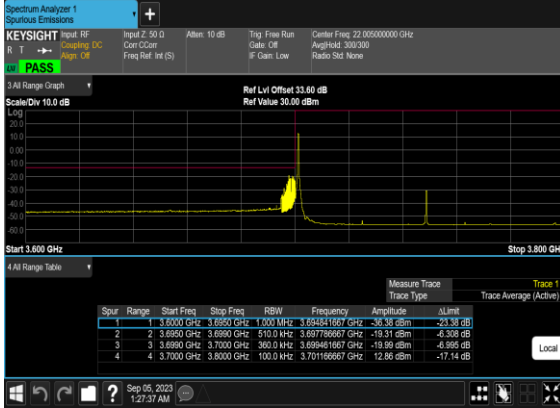 Spectrum Analyzer 1
Spurious Emissions
+
KEYSIGHT Input: RF Input Z: 50 Ω Atten: 10 dB Trig: Free Run Center Freq: 22.005000000 GHz
R T Coupling: DC Corr CCorr Gate: Off Avg|Hold: 300/300
Align: Off Freq Ref: Int (S) IF Gain: Low Radio Std: None
PASS
3 All Range Graph
Ref Lvl Offset 33.60 dB
Scale/Div 10.0 dB Ref Value 30.00 dBm
Log
20.0
10.0
0.00
-10.0
-20.0
-30.0
-40.0
-50.0
-60.0
Start 3.600 GHz Stop 3.800 GH
4 All Range Table
Measure Trace Trace 1
Trace Type Trace Average (Active)
Spur Range Start Freq Stop Freq RBW Frequency Amplitude ΔLimit
1 1 3.6000 GHz 3.6950 GHz 1.000 MHz 3.694841667 GHz -36.38 dBm -23.38 dB
2 2 3.6950 GHz 3.6990 GHz 510.0 kHz 3.697786667 GHz -19.31 dBm -6.308 dB
3 3 3.6990 GHz 3.7000 GHz 360.0 kHz 3.699461667 GHz -19.99 dBm -6.995 dB
4 4 3.7000 GHz 3.8000 GHz 100.0 kHz 3.701166667 GHz 12.86 dBm -17.14 dB
Local
? Sep 05, 2023
1:27:37 AM